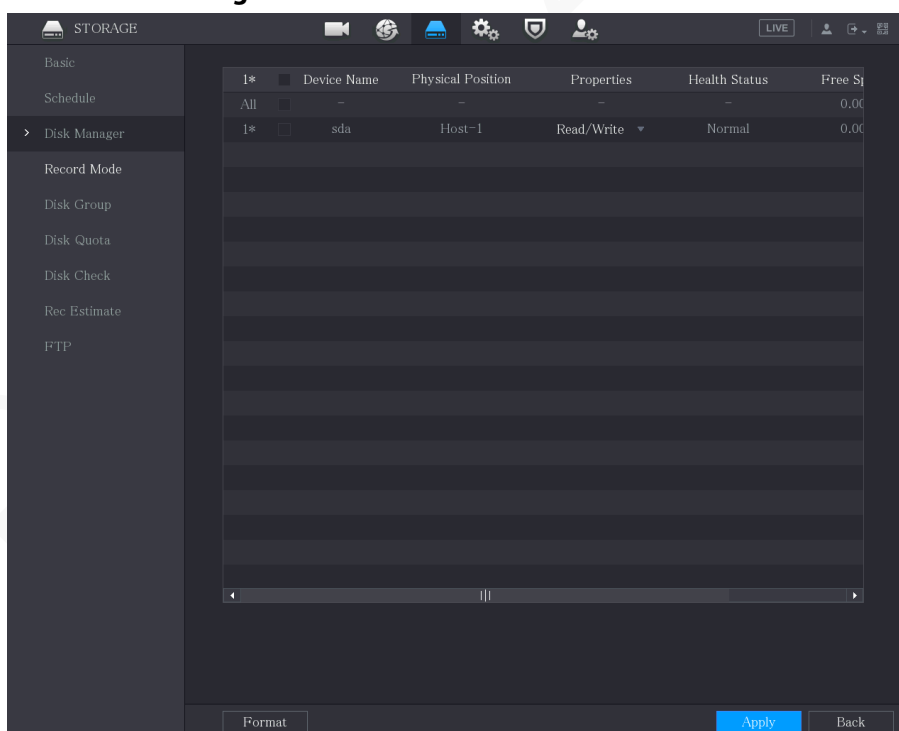 STORAGE LIVE
Basic
Schedule
Disk Manager
Record Mode
Disk Group
Disk Quota
Disk Check
Rec Estimate
FTP
1* Device Name Physical Position Properties Health Status Free Sp
All - - - - 0.00
1* sda Host-1 Read/Write Normal 0.00
Format Apply Back